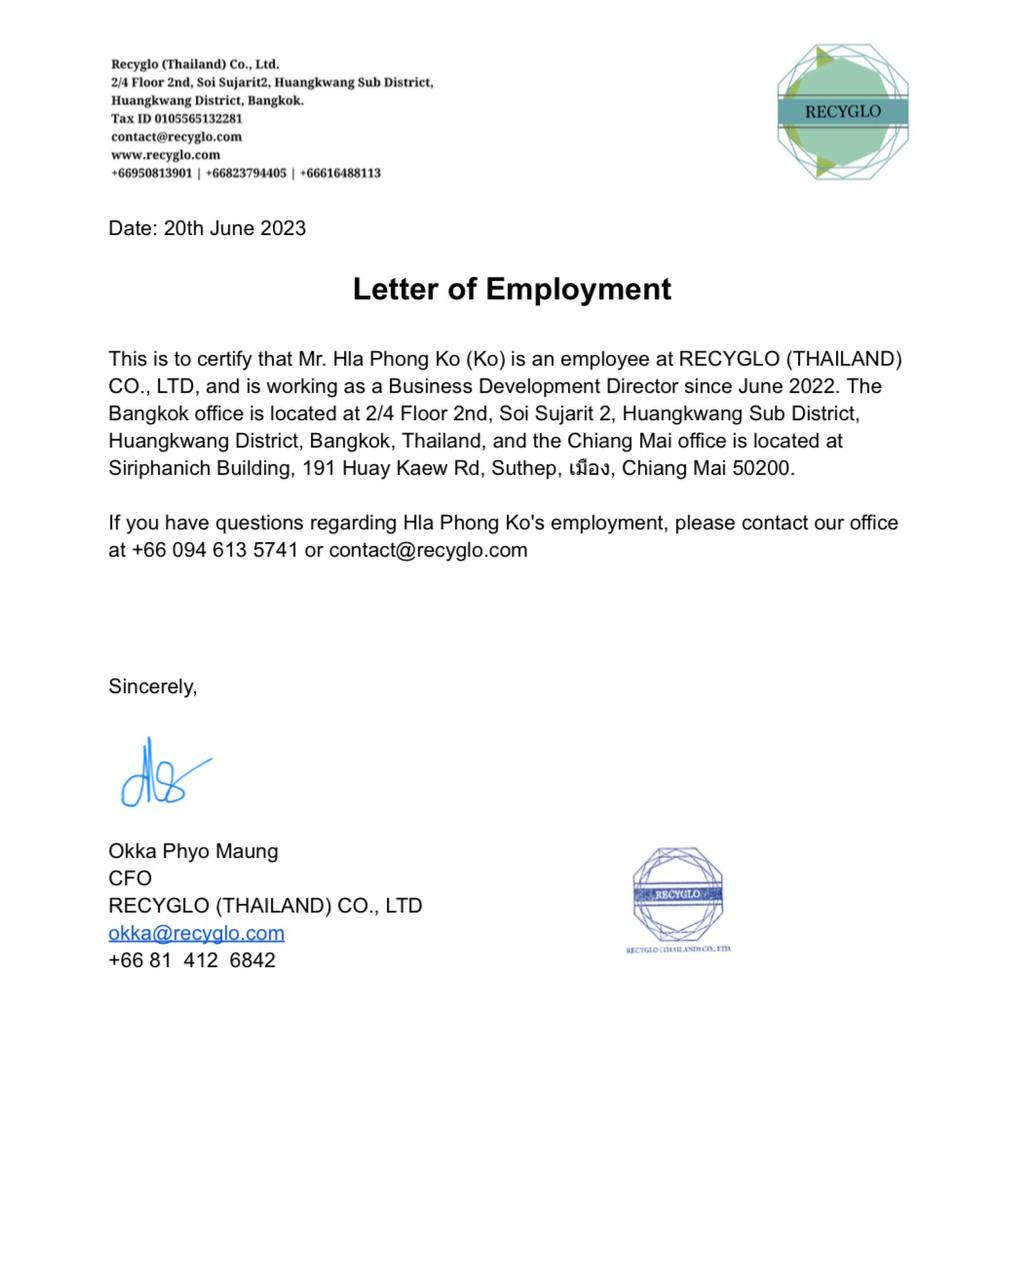 Recyglo (Thailand) Co., Ltd.
2/4 Floor 2nd, Soi Sujarit2, Huangkwang Sub District,
Huangkwang District, Bangkok.
Tax ID 0105565132281
contact@recyglo.com
www.recyglo.com
+66950813901 | +66823794405 | +66616488113
RECYGLO
Date: 20th June 2023
Letter of Employment
This is to certify that Mr. Hla Phong Ko (Ko) is an employee at RECYGLO (THAILAND)
CO., LTD, and is working as a Business Development Director since June 2022. The
Bangkok office is located at 2/4 Floor 2nd, Soi Sujarit 2, Huangkwang Sub District,
Huangkwang District, Bangkok, Thailand, and the Chiang Mai office is located at
Siriphanich Building, 191 Huay Kaew Rd, Suthep, เมือง, Chiang Mai 50200.
If you have questions regarding Hla Phong Ko's employment, please contact our office
at +66 094 613 5741 or contact@recyglo.com
Sincerely,
Okka Phyo Maung
CFO
RECYGLO (THAILAND) CO., LTD
okka@recyglo.com
+66 81 412 6842
RECYGLO
RECYGLO (THAILAND) CO., LTD.